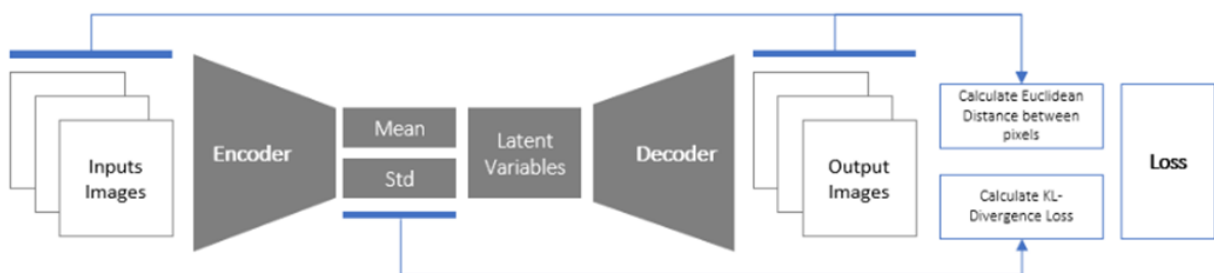 Inputs
Images
Encoder
Mean
Std
Latent
Variables
Decoder
Output
Images
Calculate Euclidean
Distance between
pixels
Calculate KL-
Divergence Loss
Loss